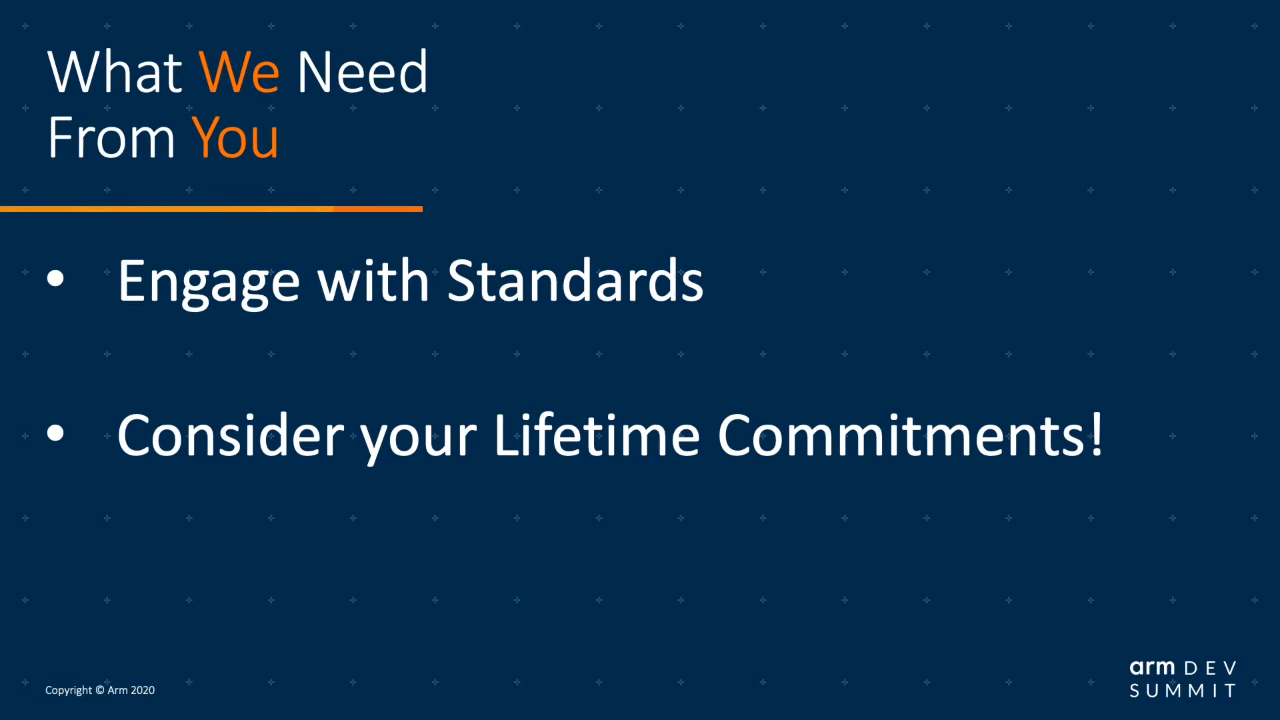 What We Need
From You
• Engage with Standards
• Consider your Lifetime Commitments!
Copyright © Arm 2020
arm DEV
SUMMIT